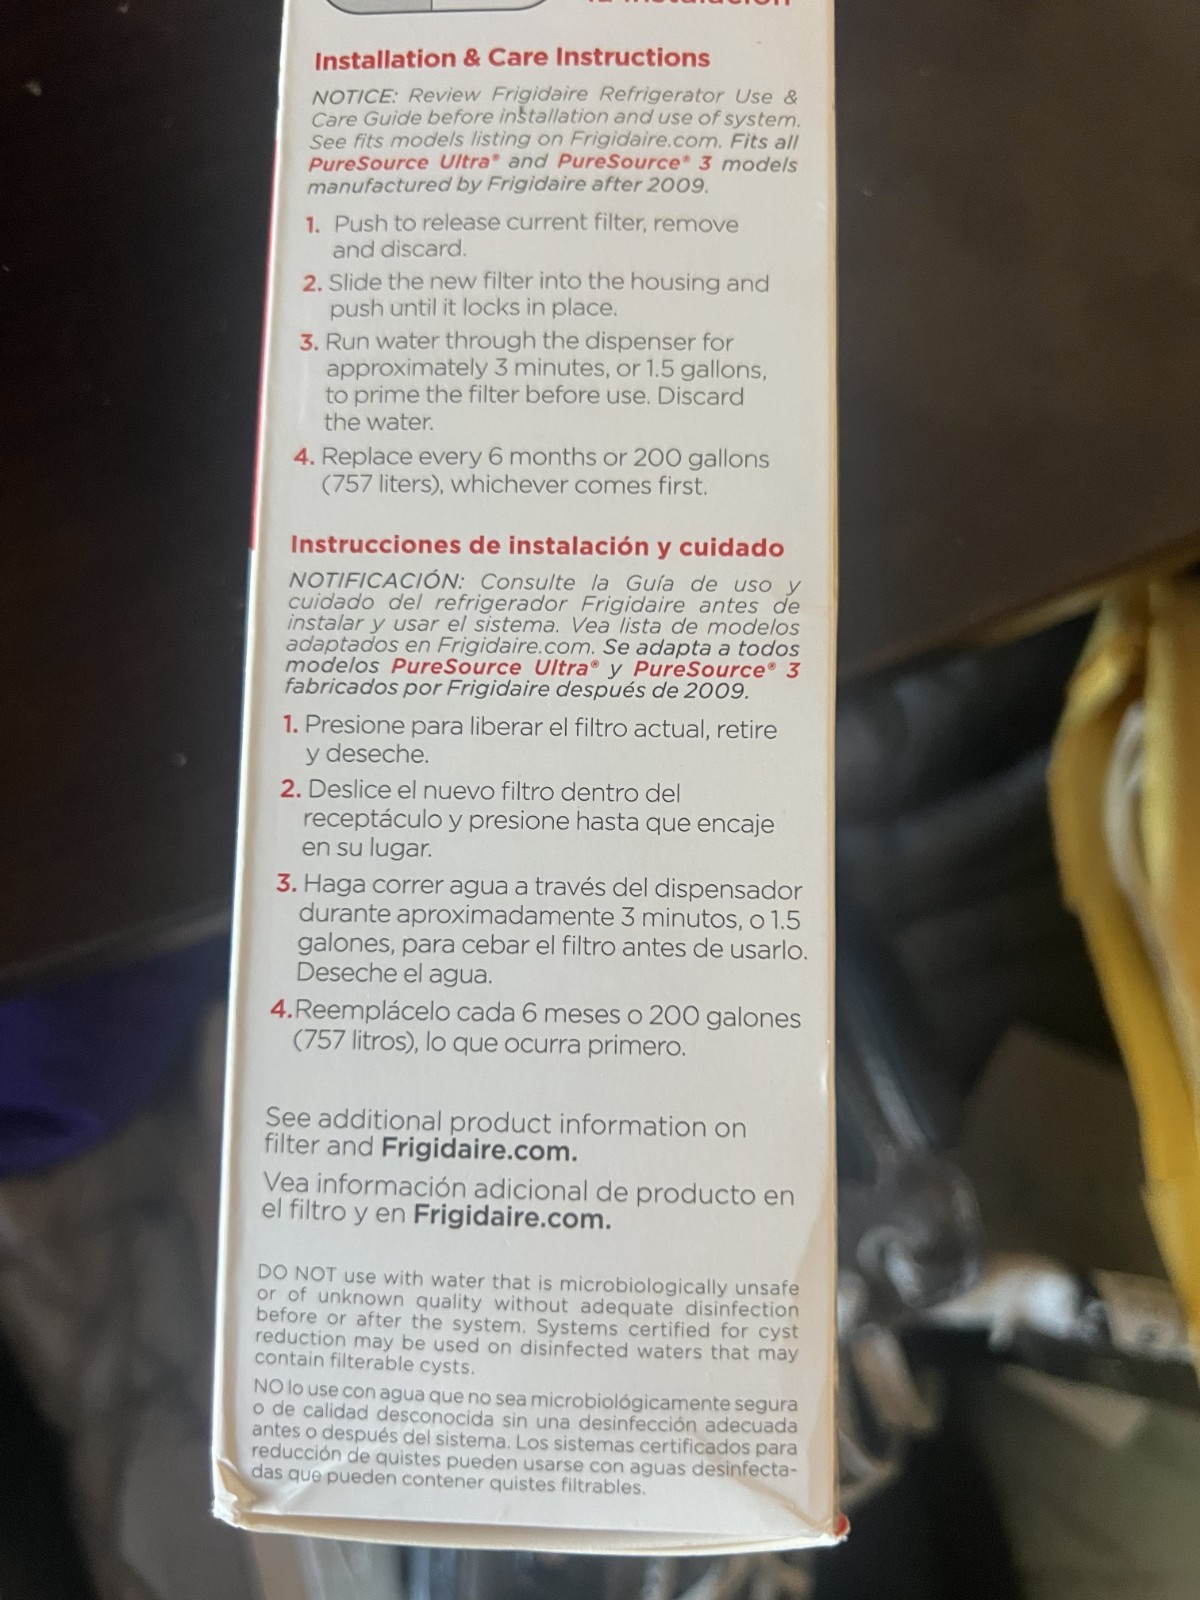 la instalación
Installation & Care Instructions
NOTICE: Review Frigidaire Refrigerator Use &
Care Guide before installation and use of system.
See fits models listing on Frigidaire.com. Fits all
PureSource Ultra® and PureSource® 3 models
manufactured by Frigidaire after 2009.
1. Push to release current filter, remove
and discard.
2. Slide the new filter into the housing and
push until it locks in place.
3. Run water through the dispenser for
approximately 3 minutes, or 1.5 gallons,
to prime the filter before use. Discard
the water.
4. Replace every 6 months or 200 gallons
(757 liters), whichever comes first.
Instrucciones de instalación y cuidado
NOTIFICACIÓN: Consulte la Guía de uso y
cuidado del refrigerador Frigidaire antes de
instalar y usar el sistema. Vea lista de modelos
adaptados en Frigidaire.com. Se adapta a todos
modelos PureSource Ultra® y PureSource® 3
fabricados por Frigidaire después de 2009.
1. Presione para liberar el filtro actual, retire
y deseche.
2. Deslice el nuevo filtro dentro del
receptáculo y presione hasta que encaje
en su lugar.
3. Haga correr agua a través del dispensador
durante aproximadamente 3 minutos, o 1.5
galones, para cebar el filtro antes de usarlo.
Deseche el agua.
4. Reemplácelo cada 6 meses o 200 galones
(757 litros), lo que ocurra primero.
See additional product information on
filter and Frigidaire.com.
Vea información adicional de producto en
el filtro y en Frigidaire.com.
DO NOT use with water that is microbiologically unsafe
or of unknown quality without adequate disinfection
before or after the system. Systems certified for cyst
reduction may be used on disinfected waters that may
contain filterable cysts.
NO lo use con agua que no sea microbiológicamente segura
o de calidad desconocida sin una desinfección adecuada
antes o después del sistema. Los sistemas certificados para
reducción de quistes pueden usarse con aguas desinfecta-
das que pueden contener quistes filtrables.